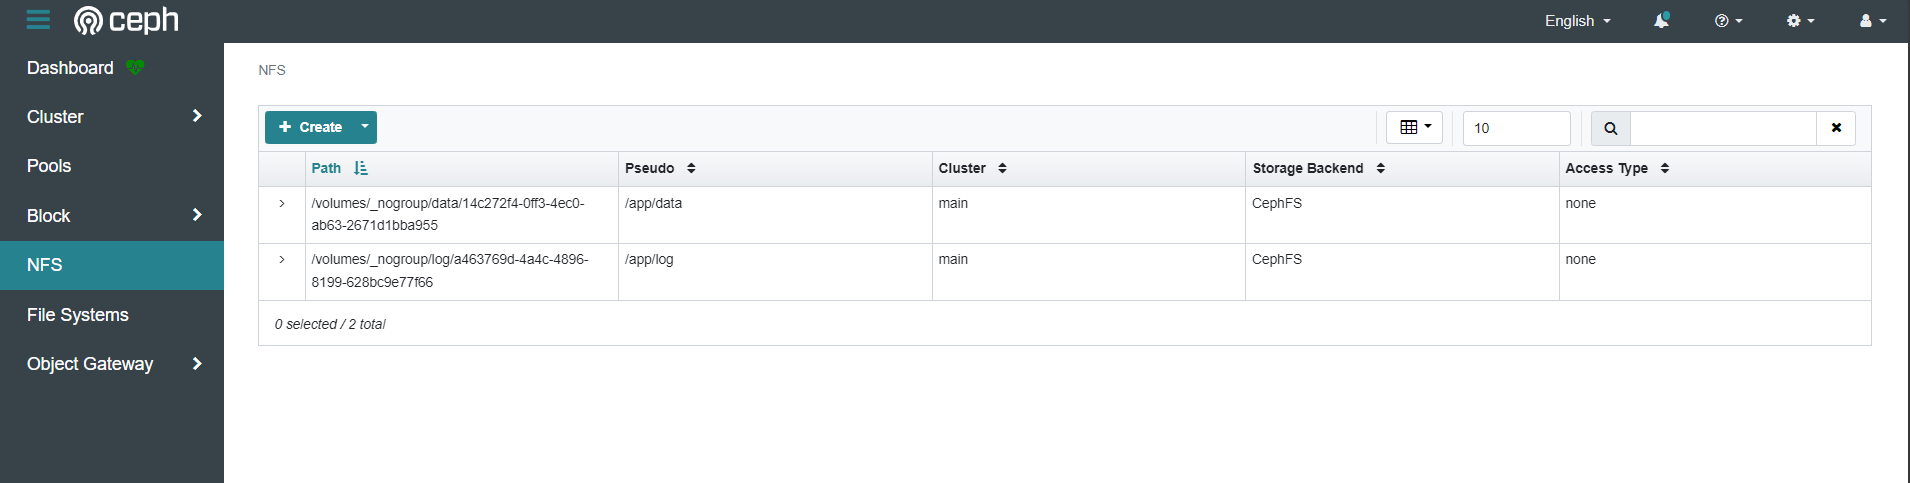 ceph
English
Dashboard
Cluster
Pools
Block
NFS
File Systems
Object Gateway
NFS
Create
10
Path Pseudo Cluster Storage Backend Access Type
/volumes/_nogroup/data/14c272f4-0ff3-4ec0-
ab63-2671d1bba955
/app/data main CephFS none
/volumes/_nogroup/log/a463769d-4a4c-4896-
8199-628bc9e77f66
/app/log main CephFS none
0 selected / 2 total